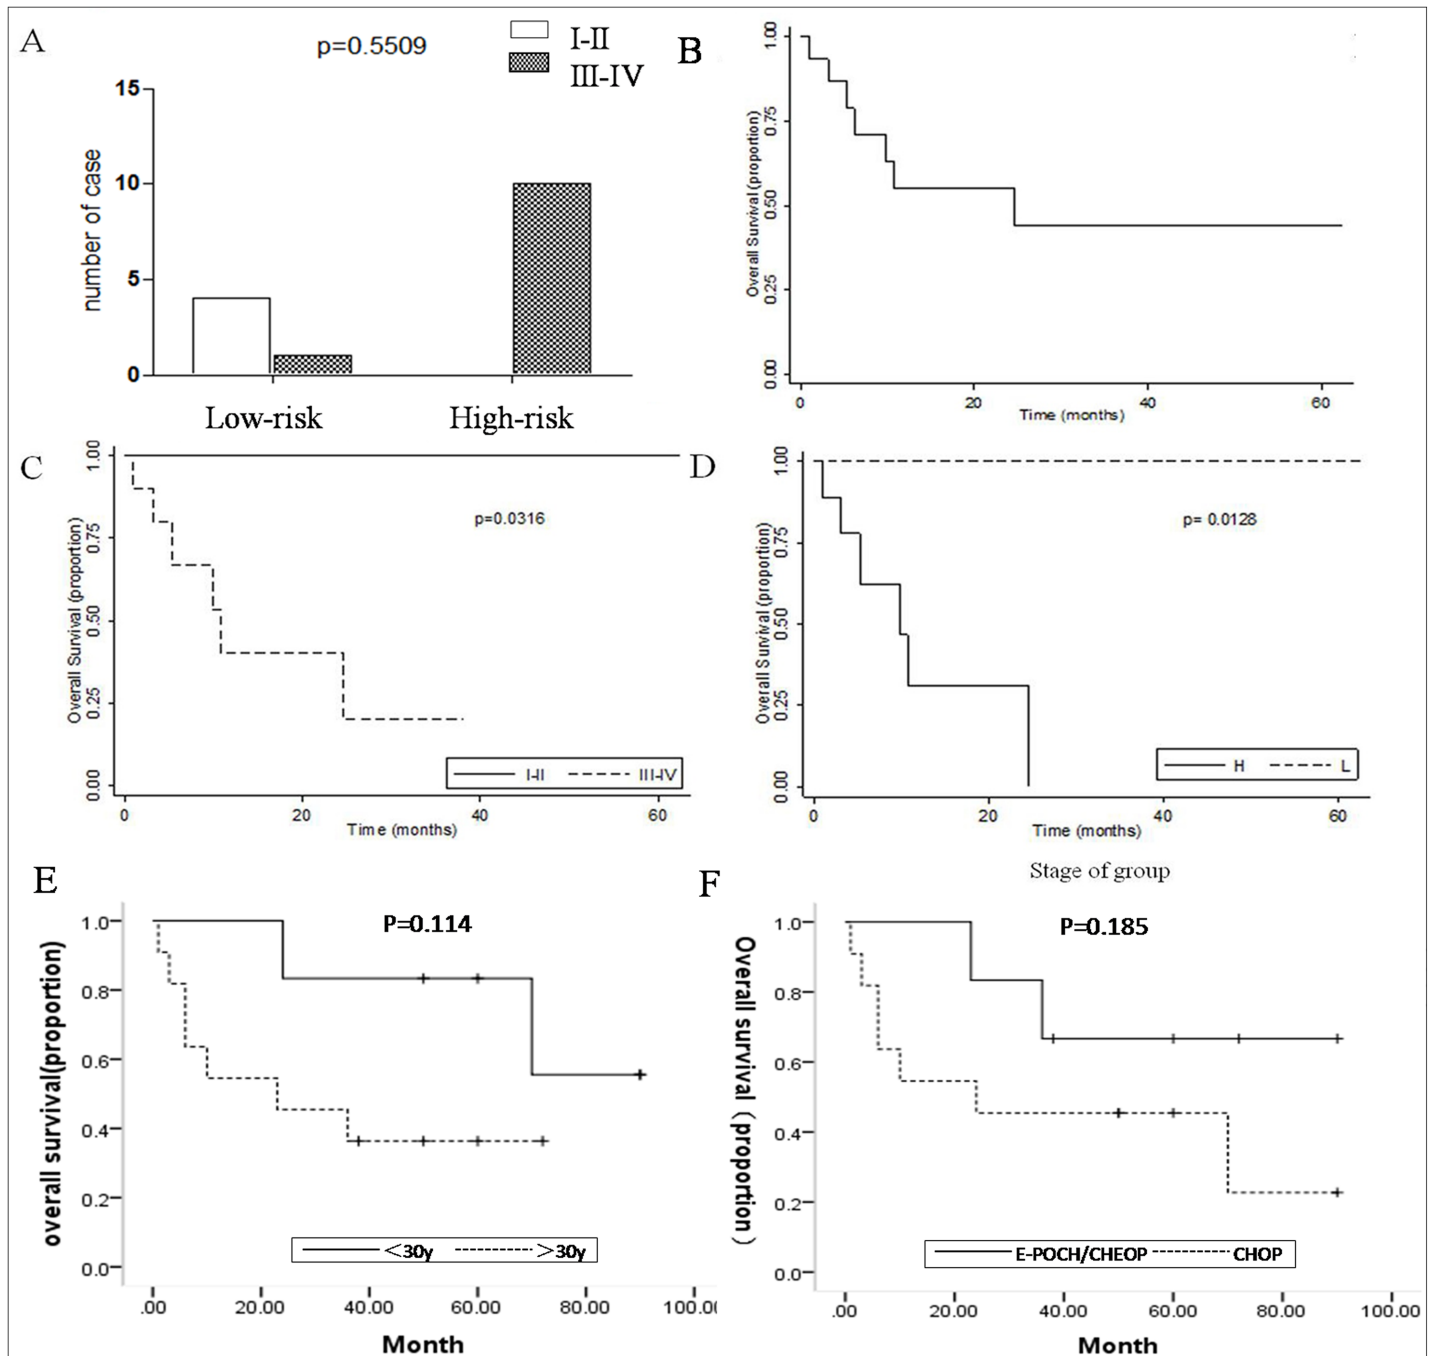 A
p=0.5509
I-II
III-IV
15
10
5
0
number of case
Low-risk
High-risk
B
1.00
0.75
0.50
0.25
0.00
Overall Survival (proportion)
0
20
40
60
Time (months)
C
1.00
0.75
0.50
0.25
0.00
Overall Survival (proportion)
p=0.0316
I-II
III-IV
0
20
40
60
Time (months)
D
1.00
0.75
0.50
0.25
0.00
Overall Survival (proportion)
p= 0.0128
H
L
0
20
40
60
Time (months)
Stage of group
E
P=0.114
1.0
0.8
0.6
0.4
0.2
0.0
overall survival(proportion)
<30y
>30y
.00
20.00
40.00
60.00
80.00
100.00
Month
F
P=0.185
1.0
0.8
0.6
0.4
0.2
0.0
Overall survival (proportion)
E-POCH/CHEOP
CHOP
.00
20.00
40.00
60.00
80.00
100.00
Month